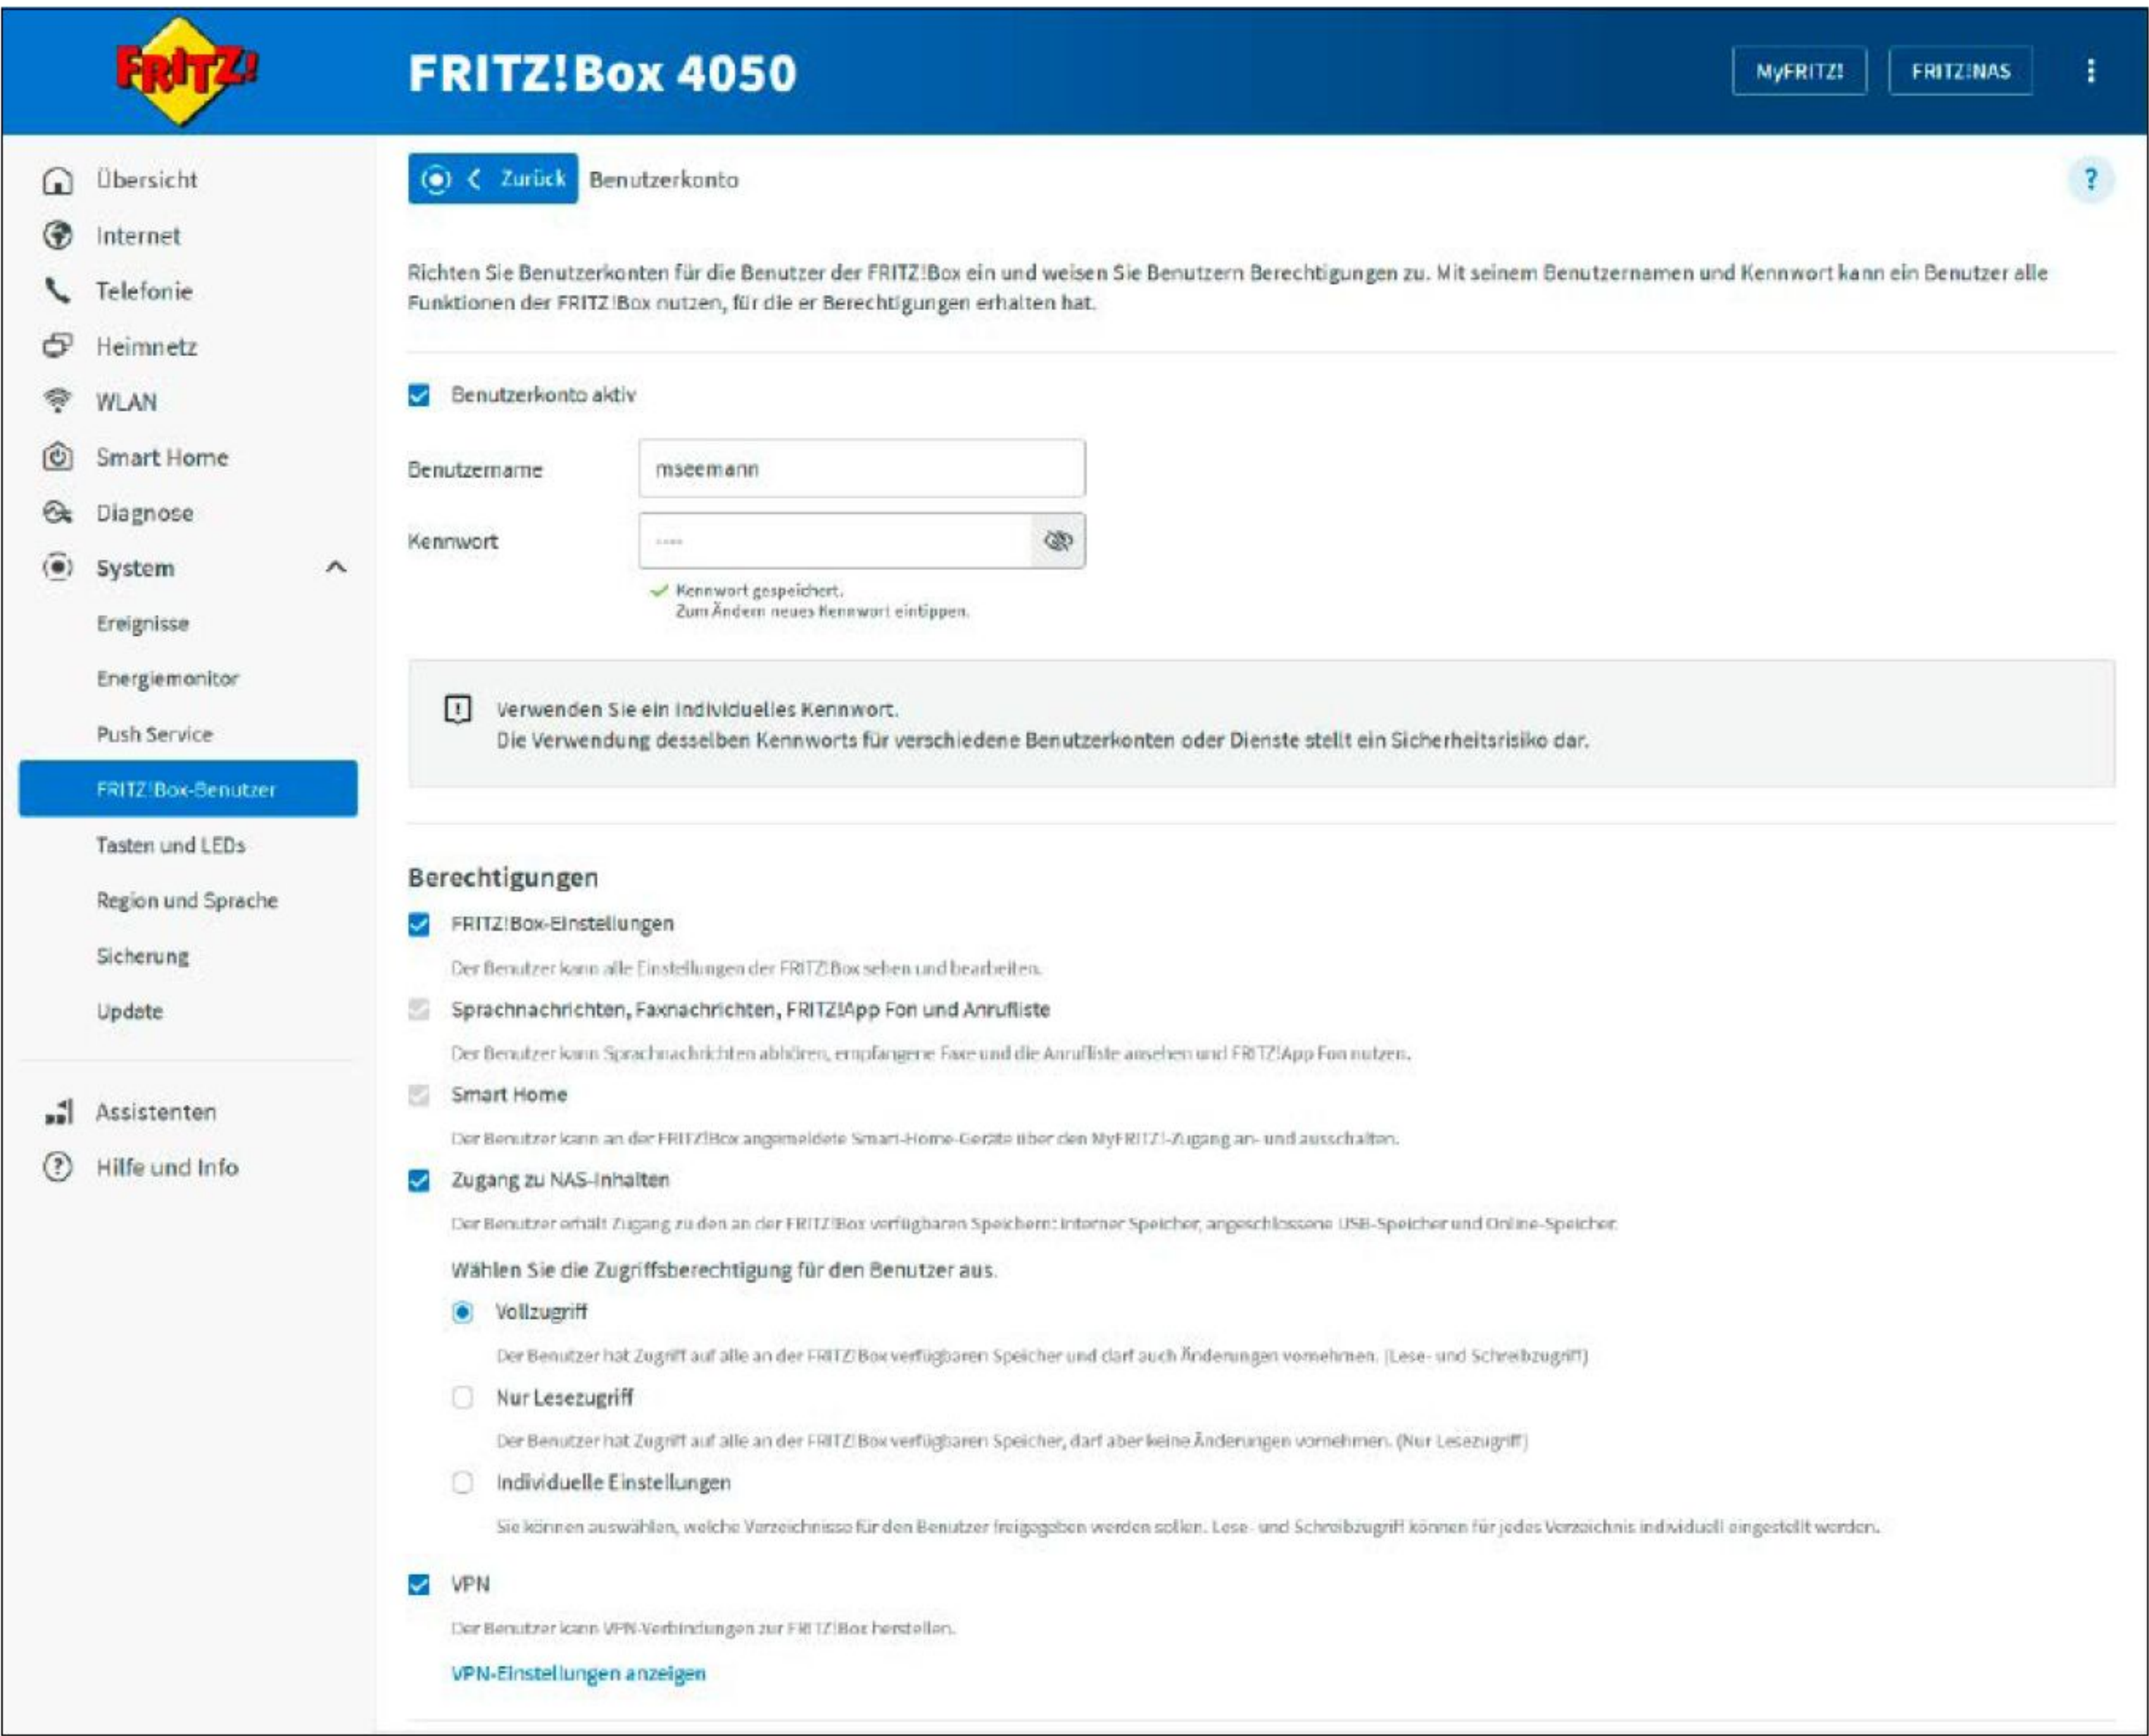 FRITZ!
FRITZ!Box 4050
MyFRITZ!
FRITZ!NAS
Übersicht
Internet
Telefonie
Heimnetz
WLAN
Smart Home
Diagnose
System
Ereignisse
Energiemonitor
Push Service
FRITZ!Box-Benutzer
Tasten und LEDs
Region und Sprache
Sicherung
Update
Assistenten
Hilfe und Info
Zurück Benutzerkonto
?
Richten Sie Benutzerkonten für die Benutzer der FRITZ!Box ein und weisen Sie Benutzern Berechtigungen zu. Mit seinem Benutzernamen und Kennwort kann ein Benutzer alle
Funktionen der FRITZ!Box nutzen, für die er Berechtigungen erhalten hat.
Benutzerkonto aktiv
Benutzername mseemann
Kennwort ****
Kennwort gespeichert.
Zum Ändern neues Kennwort eintippen.
Verwenden Sie ein individuelles Kennwort.
Die Verwendung desselben Kennworts für verschiedene Benutzerkonten oder Dienste stellt ein Sicherheitsrisiko dar.
Berechtigungen
FRITZ!Box-Einstellungen
Der Benutzer kann alle Einstellungen der FRITZ!Box sehen und bearbeiten.
Sprachnachrichten, Faxnachrichten, FRITZ!App Fon und Anrufliste
Der Benutzer kann Sprachnachrichten abhören, empfangene Faxe und die Anrufliste ansehen und FRITZ!App Fon nutzen.
Smart Home
Der Benutzer kann an der FRITZ!Box angemeldete Smart-Home-Geräte über den MyFRITZ!-Zugang an- und ausschalten.
Zugang zu NAS-Inhalten
Der Benutzer erhält Zugang zu den an der FRITZ!Box verfügbaren Speichern: interner Speicher, angeschlossene USB-Speicher und Online-Speicher.
Wählen Sie die Zugriffsberechtigung für den Benutzer aus.
Vollzugriff
Der Benutzer hat Zugriff auf alle an der FRITZ!Box verfügbaren Speicher und darf auch Änderungen vornehmen. (Lese- und Schreibzugriff)
Nur Lesezugriff
Der Benutzer hat Zugriff auf alle an der FRITZ!Box verfügbaren Speicher, darf aber keine Änderungen vornehmen. (Nur Lesezugriff)
Individuelle Einstellungen
Sie können auswählen, welche Verzeichnisse für den Benutzer freigegeben werden sollen. Lese- und Schreibzugriff können für jedes Verzeichnis individuell eingestellt werden.
VPN
Der Benutzer kann VPN-Verbindungen zur FRITZ!Box herstellen.
VPN-Einstellungen anzeigen